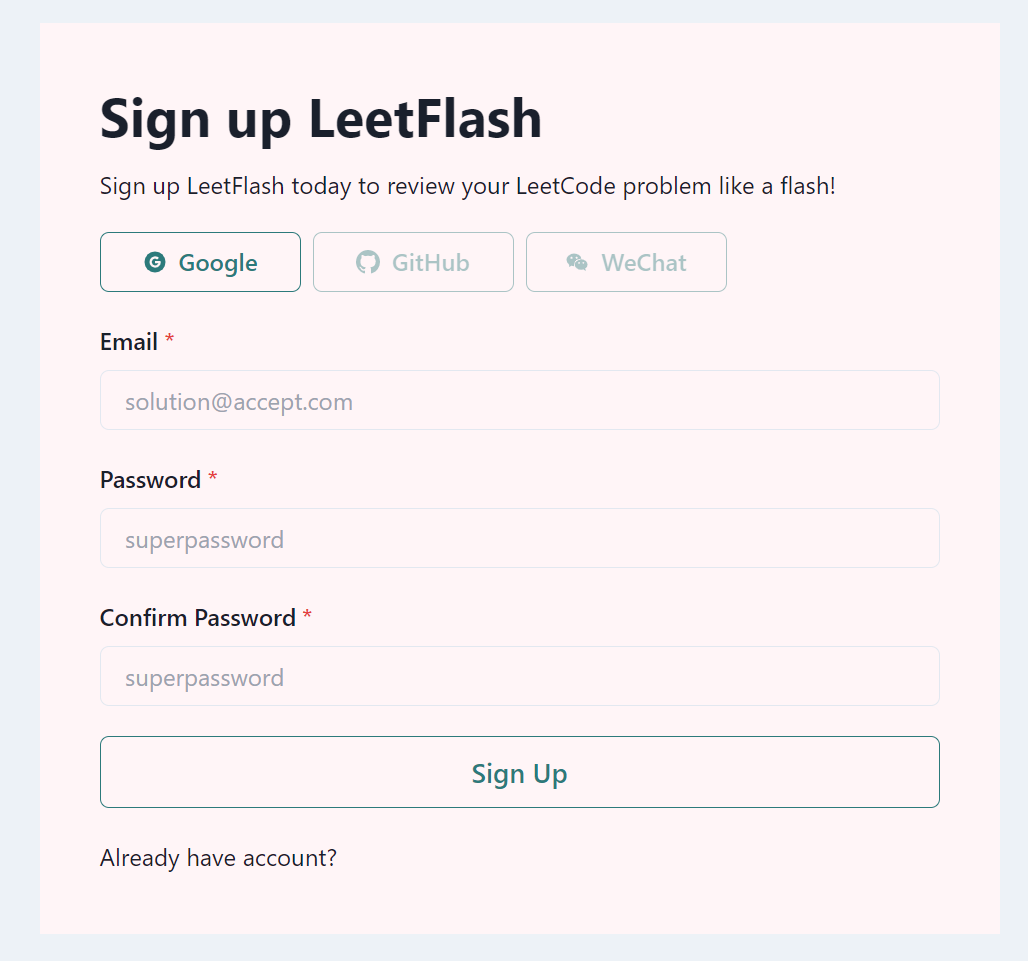 Sign up LeetFlash
Sign up LeetFlash today to review your LeetCode problem like a flash!
Google GitHub WeChat
Email *
solution@accept.com
Password *
superpassword
Confirm Password *
superpassword
Sign Up
Already have account?